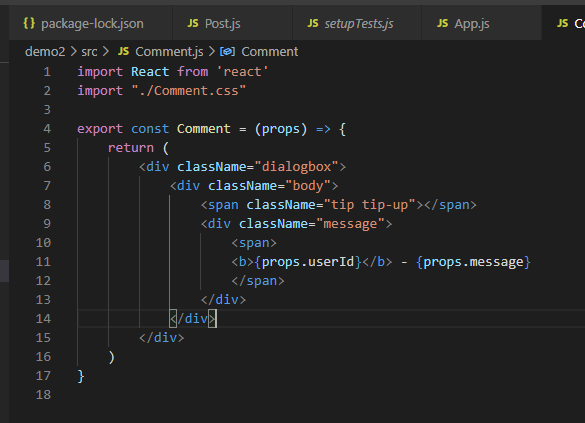 {} package-lock.json JS Post.js JS setupTests.js JS App.js JS Co
demo2 > src > JS Comment.js > Comment
1 import React from 'react'
2 import "./Comment.css"
3
4 export const Comment = (props) => {
5 return (
6 <div className="dialogbox">
7 <div className="body">
8 <span className="tip tip-up"></span>
9 <div className="message">
10 <span>
11 <b>{props.userId}</b> - {props.message}
12 </span>
13 </div>
14 </div>
15 </div>
16 )
17 }
18